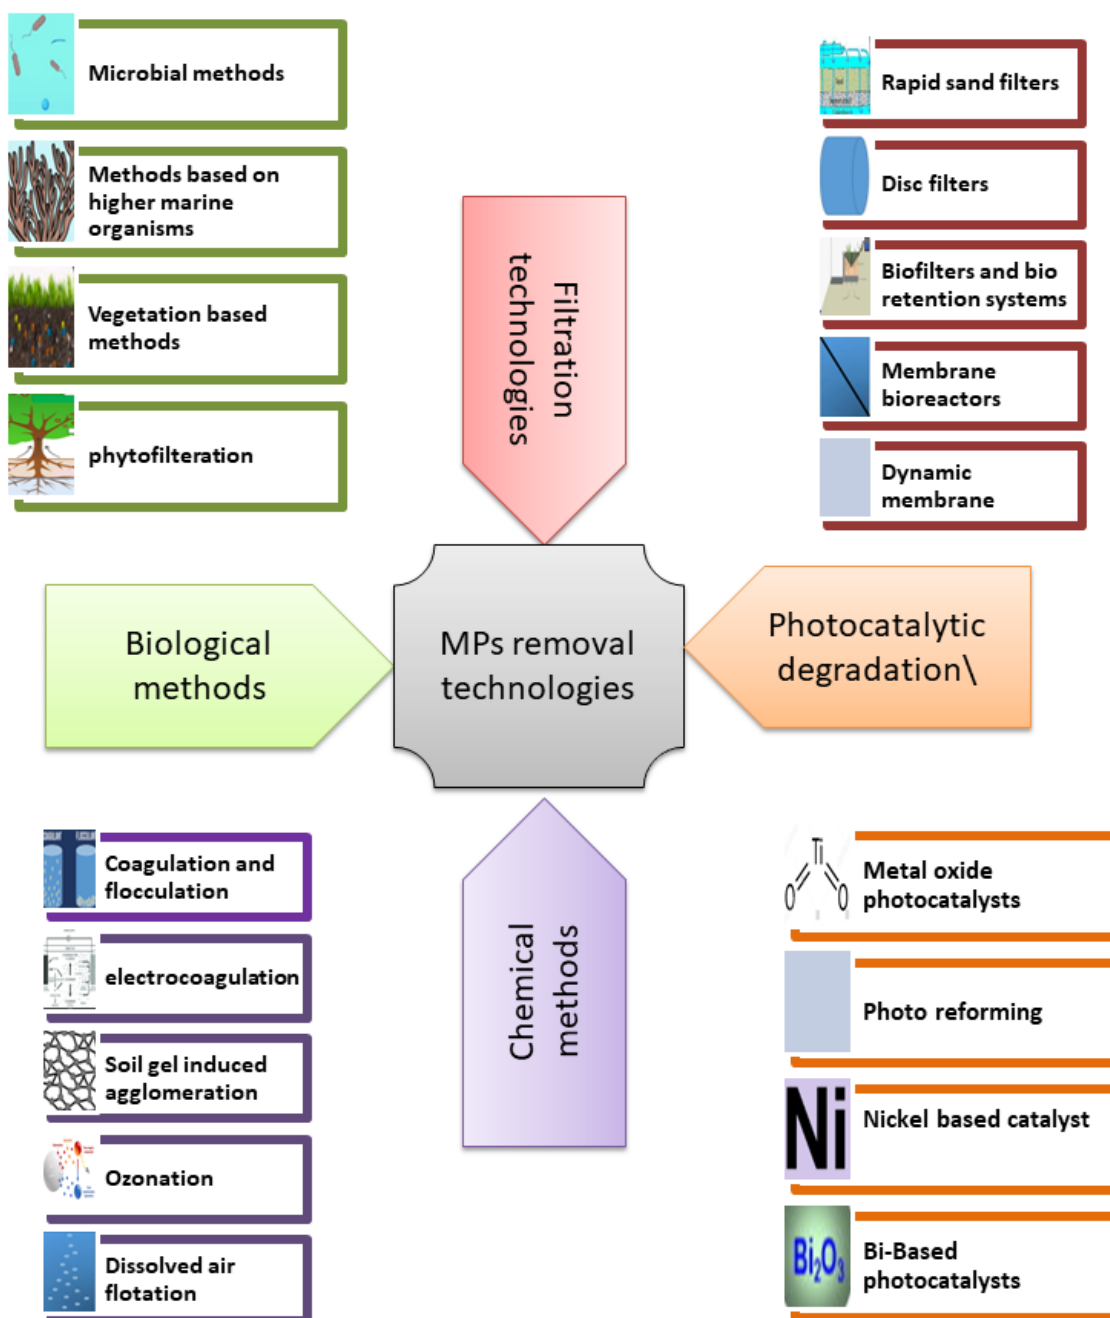 Microbial methods
Methods based on
higher marine
organisms
Vegetation based
methods
phytofilteration
Filtration
technologies
Rapid sand filters
Disc filters
Biofilters and bio
retention systems
Membrane
bioreactors
Dynamic
membrane
Biological
methods
MPs removal
technologies
Photocatalytic
degradation\
Chemical
methods
COAGULANT
FLOCCULANT
Coagulation and
flocculation
electrocoagulation
Soil gel induced
agglomeration
Ozonation
Dissolved air
flotation
Ti
O O
Metal oxide
photocatalysts
Photo reforming
Ni
Nickel based catalyst
Bi₂O₃
Bi-Based
photocatalysts